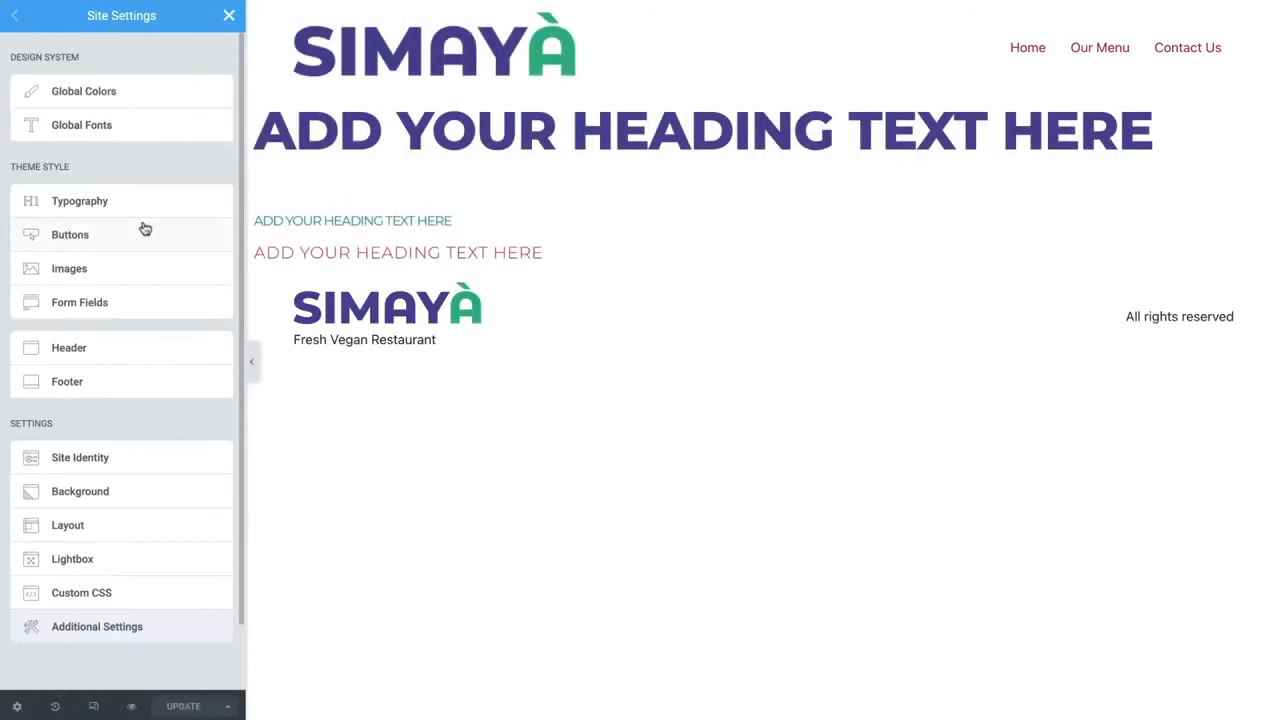 Site Settings
DESIGN SYSTEM
Global Colors
Global Fonts
THEME STYLE
H1 Typography
Buttons
Images
Form Fields
Header
Footer
SETTINGS
Site Identity
Background
Layout
Lightbox
Custom CSS
Additional Settings
UPDATE
SIMAYÀ
Home
Our Menu
Contact Us
ADD YOUR HEADING TEXT HERE
ADD YOUR HEADING TEXT HERE
ADD YOUR HEADING TEXT HERE
SIMAYÀ
Fresh Vegan Restaurant
All rights reserved